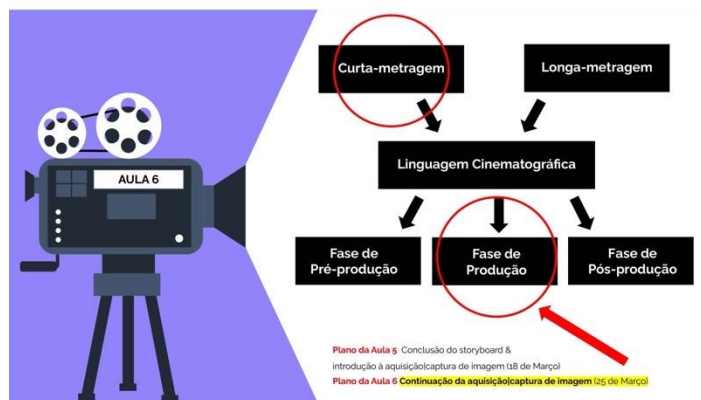 AULA 6
Curta-metragem
Longa-metragem
Linguagem Cinematográfica
Fase de
Pré-produção
Fase de
Produção
Fase de
Pós-produção
Plano da Aula 5 Conclusão do storyboard &
introdução à aquisição|captura de imagem (18 de Março)
Plano da Aula 6 Continuação da aquisição|captura de imagem (25 de Março)